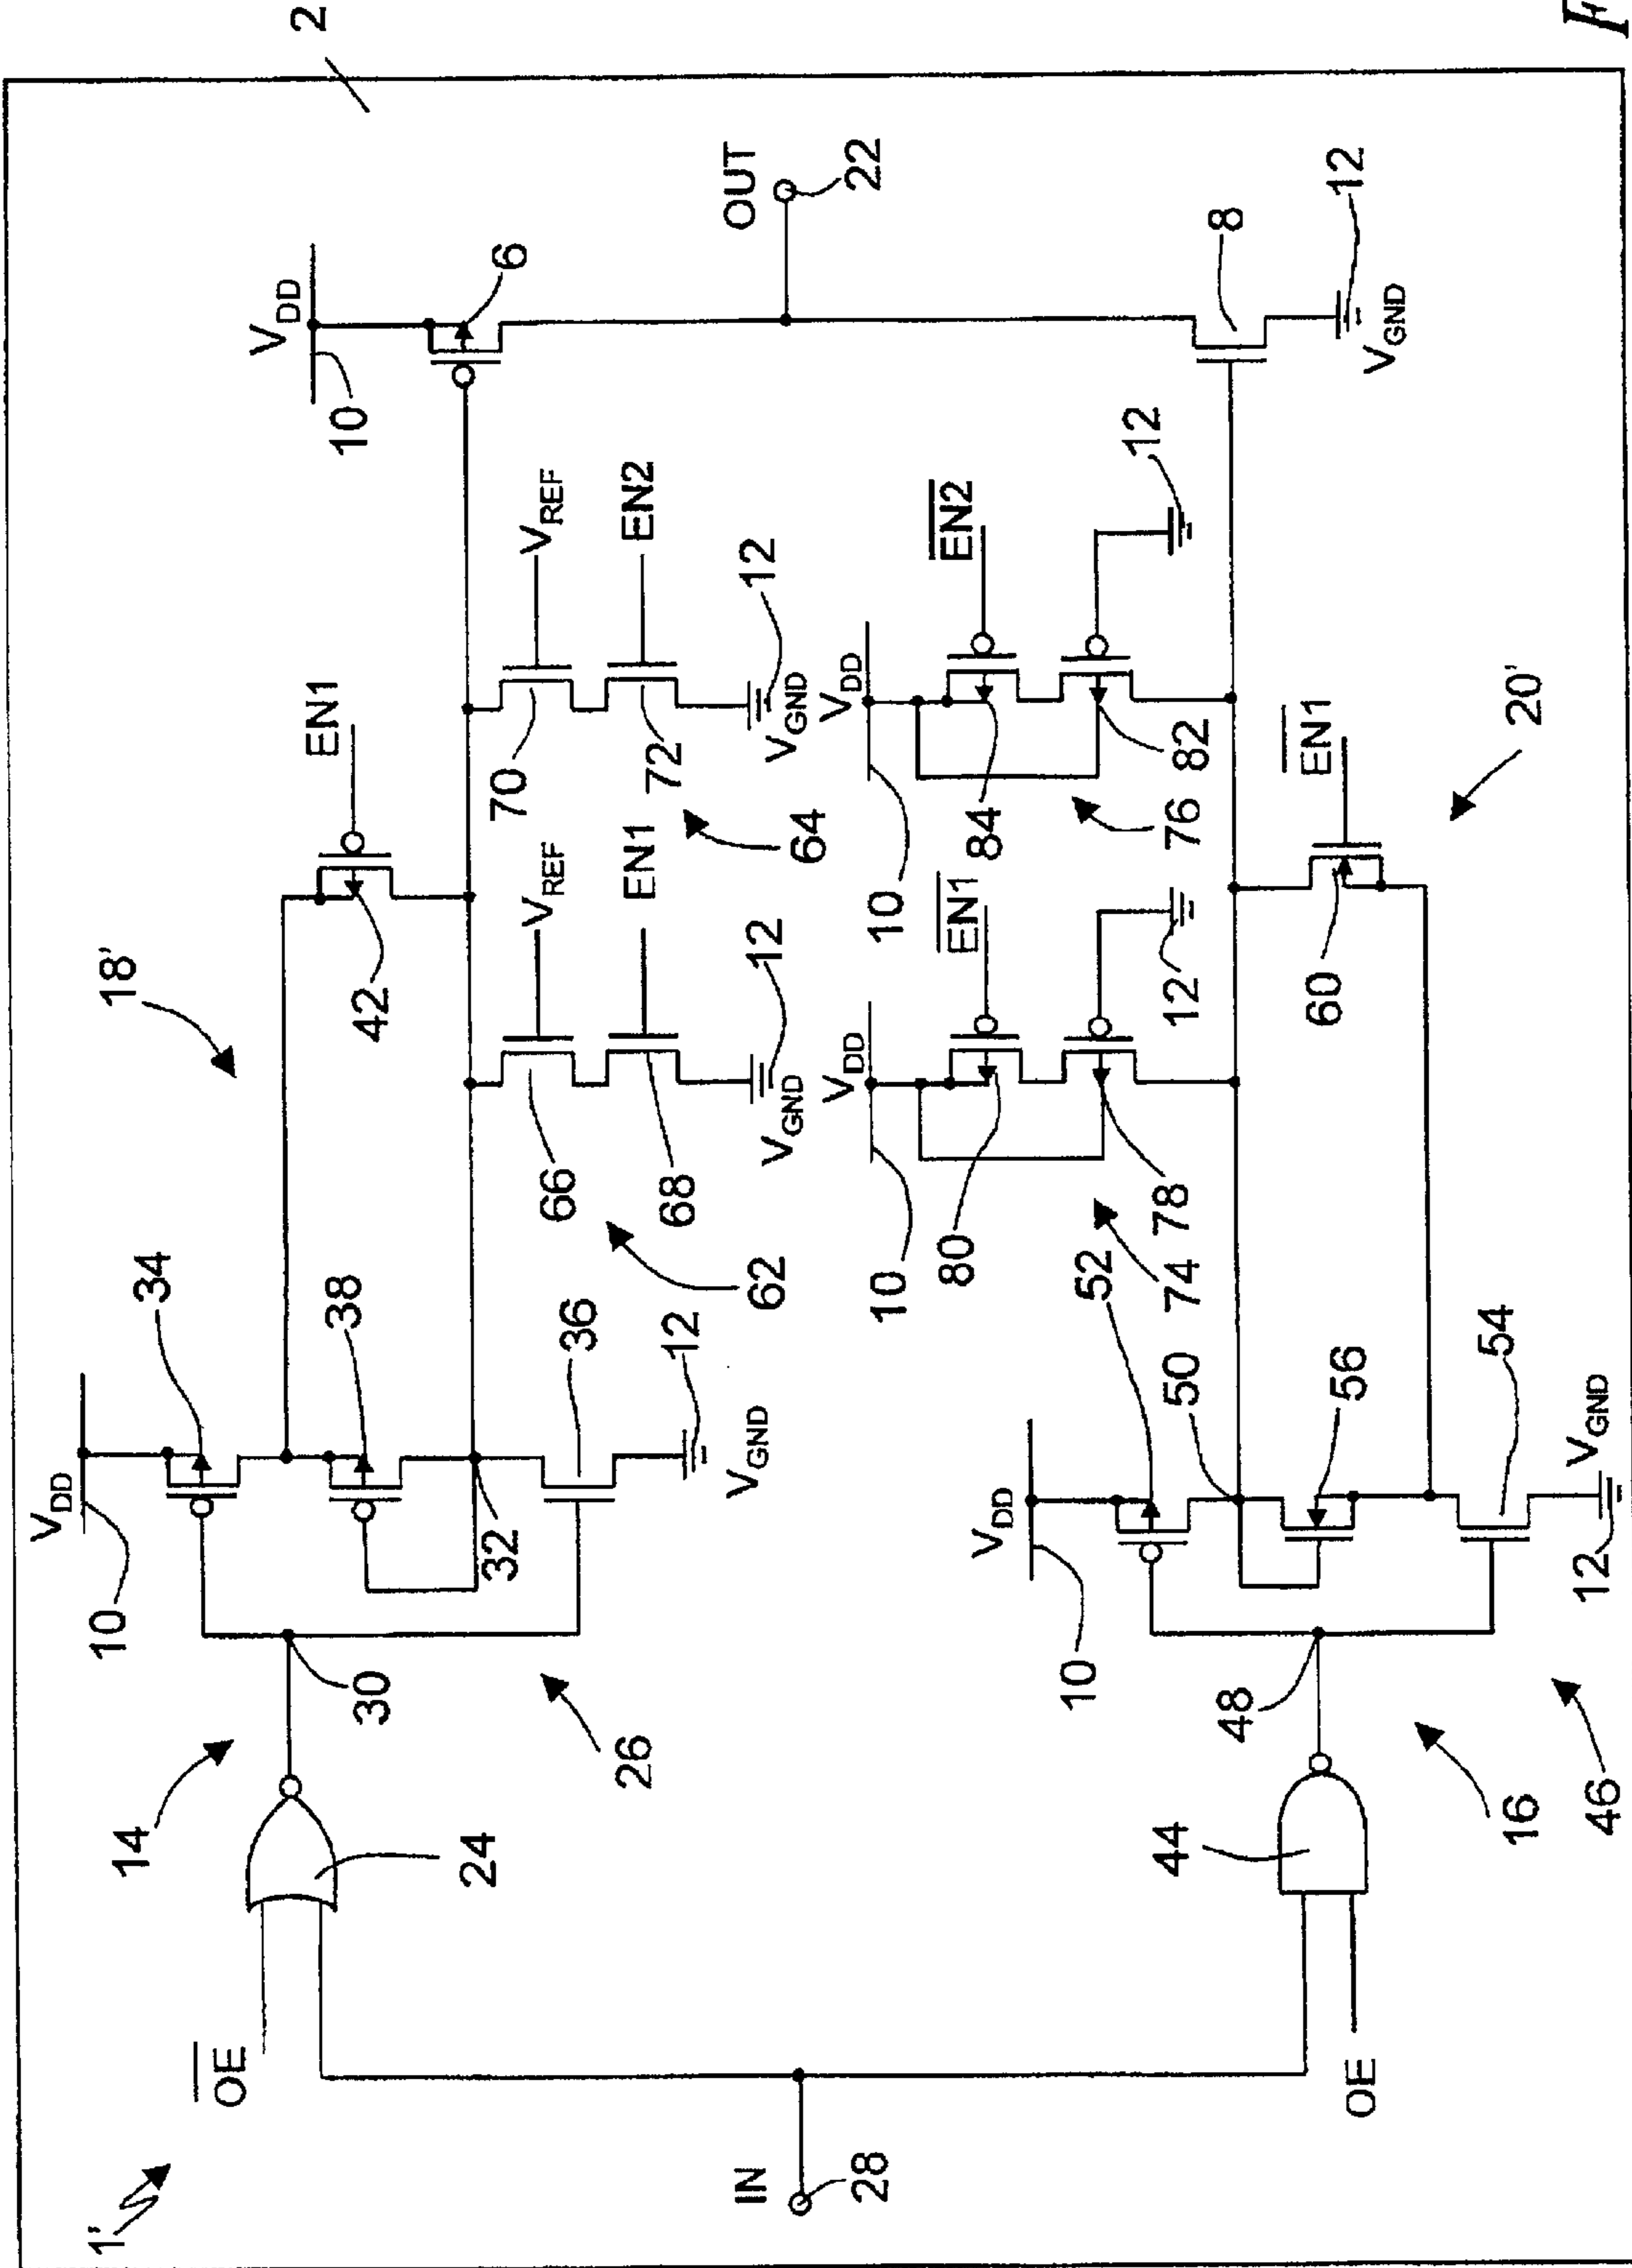 1'
V_DD
18'
14
10
34
2
V_DD
OE̅
38
EN1
10
30
42
6
24
32
70
V_REF
66
V_REF
36
26
68
EN1
72
EN2
12
V_GND
62
12
V_GND
64
12
V_GND
IN
OUT
28
22
V_DD
V_DD
10
10
80
E̅N̅1̅
84
E̅N̅2̅
V_DD
10
52
74
78
76
82
12
44
48
50
12
8
60
E̅N̅1̅
OE
56
12
V_GND
16
54
20'
46
12
V_GND
F